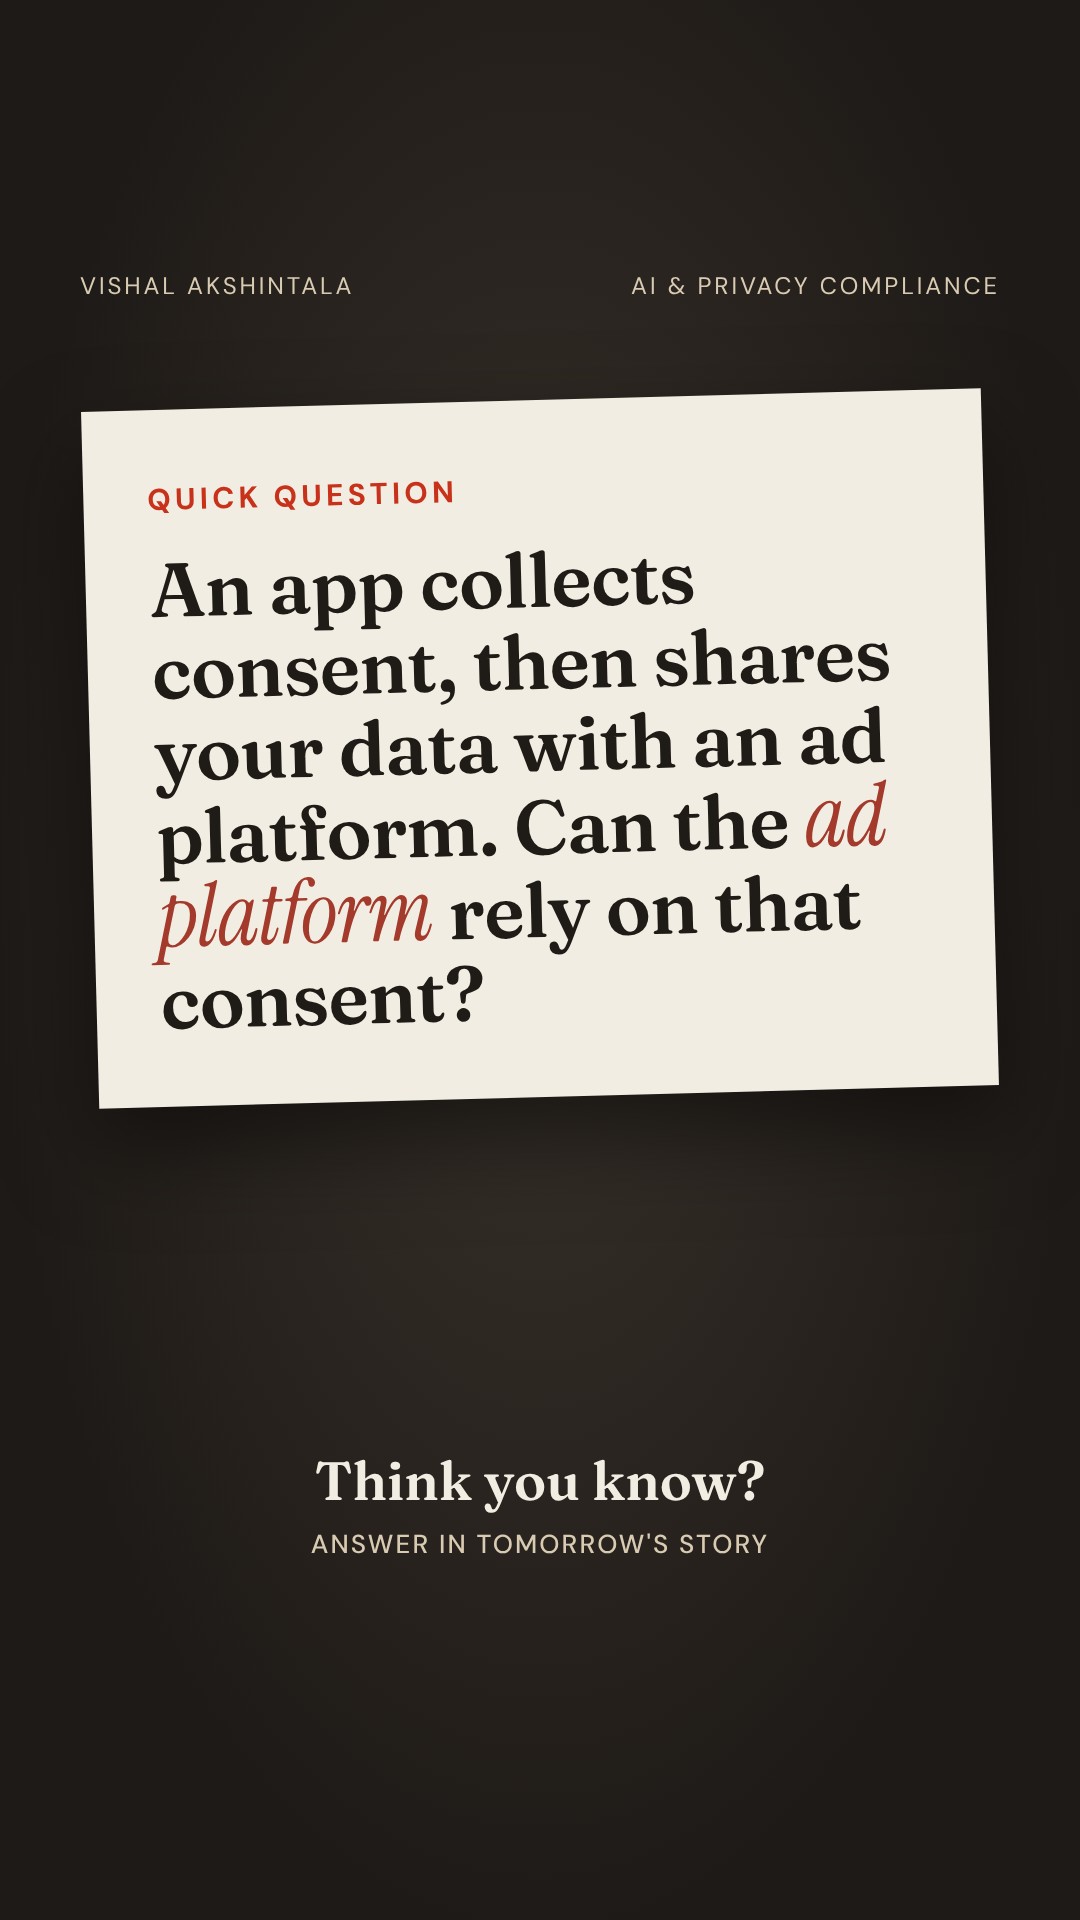 VISHAL AKSHINTALA
AI & PRIVACY COMPLIANCE
QUICK QUESTION
An app collects
consent, then shares
your data with an ad
platform. Can the ad
platform rely on that
consent?
Think you know?
ANSWER IN TOMORROW'S STORY